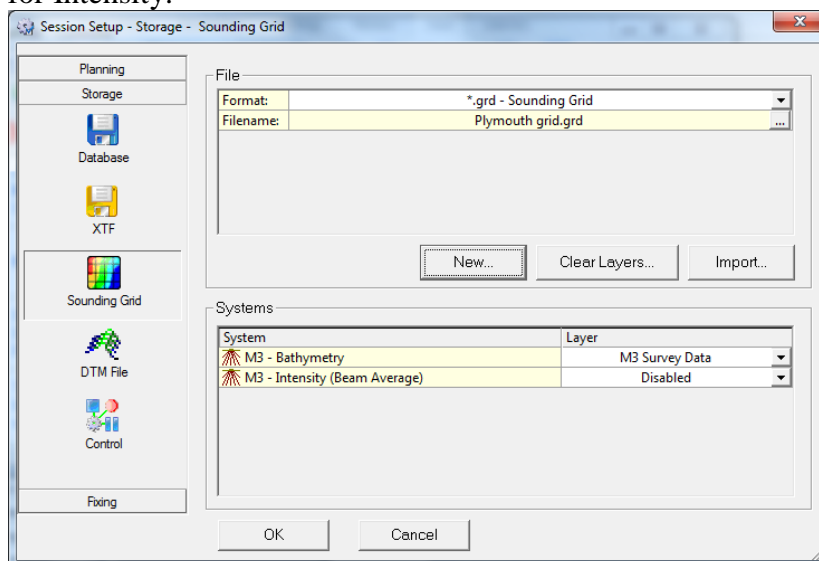 for Intensity.
Session Setup - Storage - Sounding Grid
Planning
Storage
Database
XTF
Sounding Grid
DTM File
Control
Fixing
File
Format: *.grd - Sounding Grid
Filename: Plymouth grid.grd ...
New... Clear Layers... Import...
Systems
System Layer
M3 - Bathymetry M3 Survey Data
M3 - Intensity (Beam Average) Disabled
OK Cancel